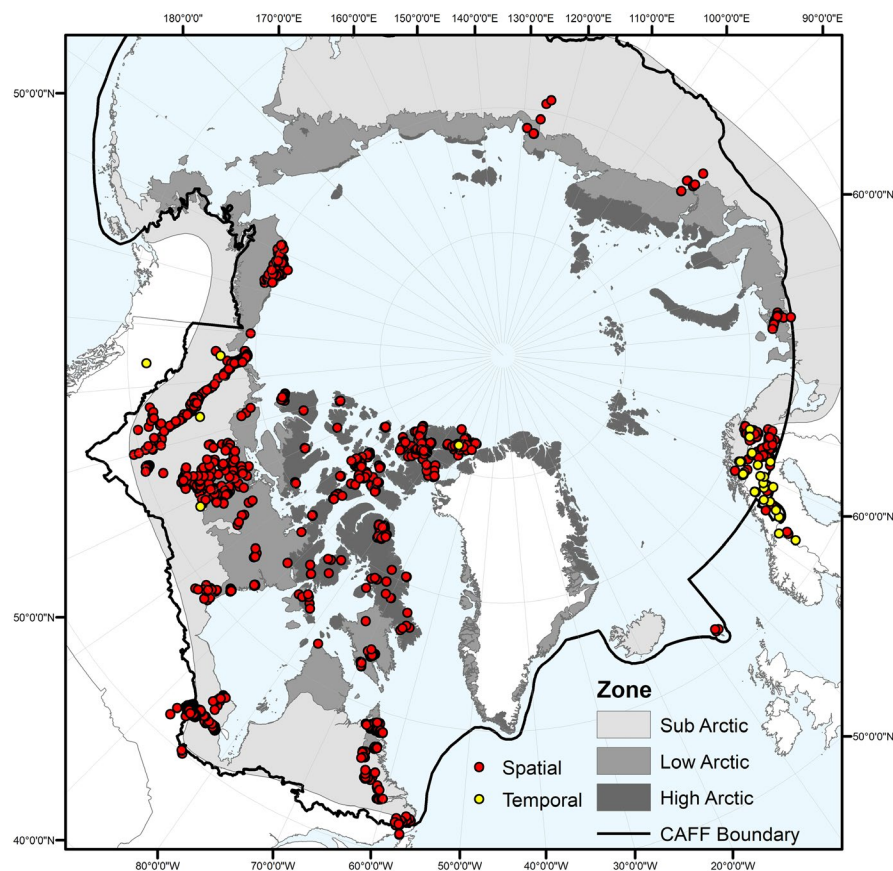 180°0'0"W 170°0'0"E 160°0'0"E 150°0'0"E 140°0'0"E 130°0'0"E 120°0'0"E 110°0'0"E 100°0'0"E 90°0'0"E
50°0'0"N
60°0'0"N
60°0'0"N
50°0'0"N
50°0'0"N
40°0'0"N
Zone
Sub Arctic
Low Arctic
High Arctic
CAFF Boundary
Spatial
Temporal
80°0'0"W 70°0'0"W 60°0'0"W 50°0'0"W 40°0'0"W 30°0'0"W 20°0'0"W